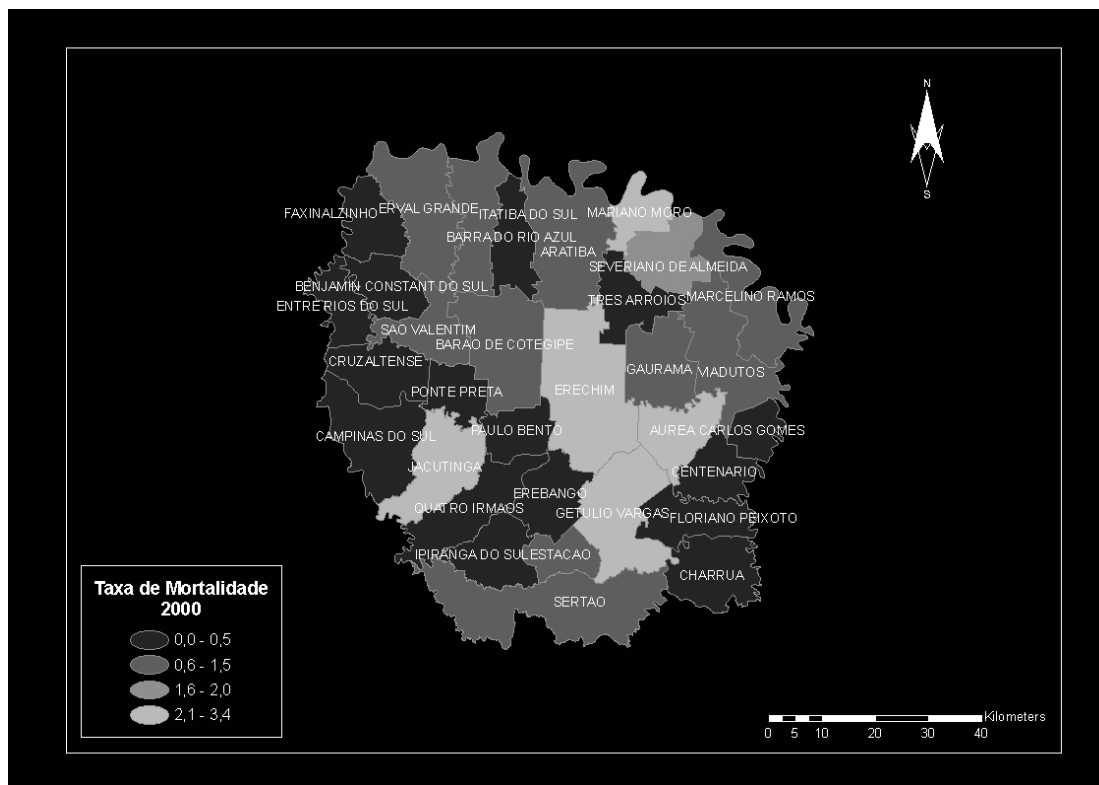 N
S
FAXINALZINHO
ERVAL GRANDE
ITATIBA DO SUL
MARIANO MORO
BARRA DO RIO AZUL
ARATIBA
SEVERIANO DE ALMEIDA
BENJAMIN CONSTANT DO SUL
TRES ARROIOS
MARCELINO RAMOS
ENTRE RIOS DO SUL
SAO VALENTIM
BARAO DE COTEGIPE
CRUZALTENSE
GAURAMA
VIADUTOS
PONTE PRETA
ERECHIM
CAMPINAS DO SUL
PAULO BENTO
AUREA
CARLOS GOMES
JACUTINGA
CENTENARIO
QUATRO IRMAOS
EREBANGO
GETULIO VARGAS
FLORIANO PEIXOTO
IPIRANGA DO SUL
ESTACAO
CHARRUA
SERTAO
Taxa de Mortalidade
2000
0,0 - 0,5
0,6 - 1,5
1,6 - 2,0
2,1 - 3,4
Kilometers
0 5 10 20 30 40